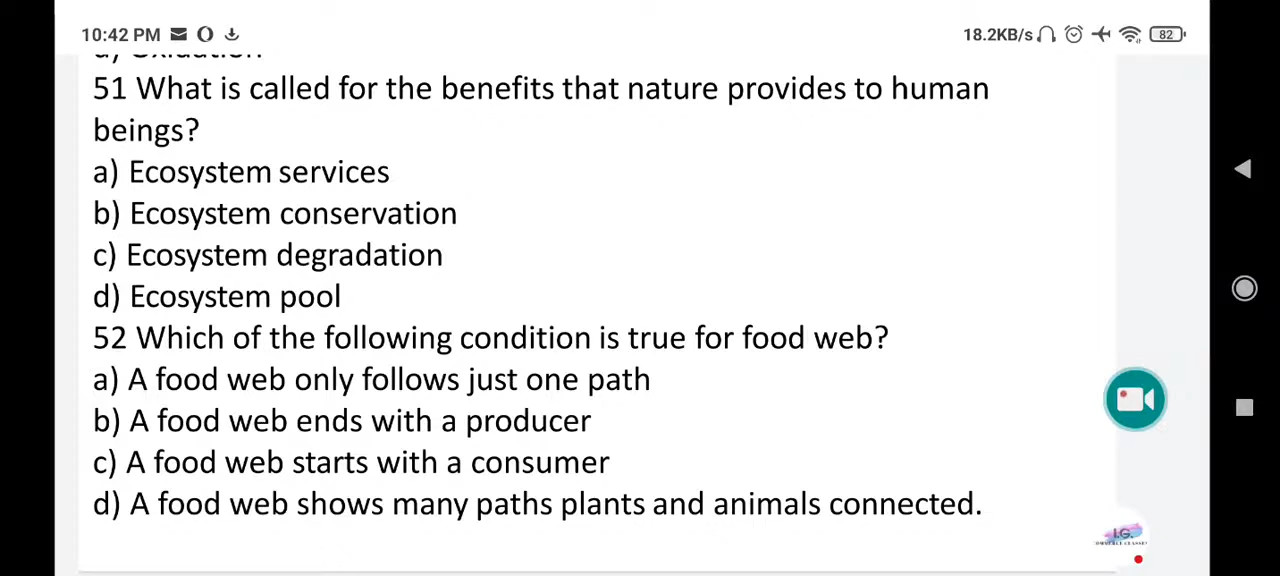 10:42 PM
18.2KB/s
82
51 What is called for the benefits that nature provides to human
beings?
a) Ecosystem services
b) Ecosystem conservation
c) Ecosystem degradation
d) Ecosystem pool
52 Which of the following condition is true for food web?
a) A food web only follows just one path
b) A food web ends with a producer
c) A food web starts with a consumer
d) A food web shows many paths plants and animals connected.
I.G.